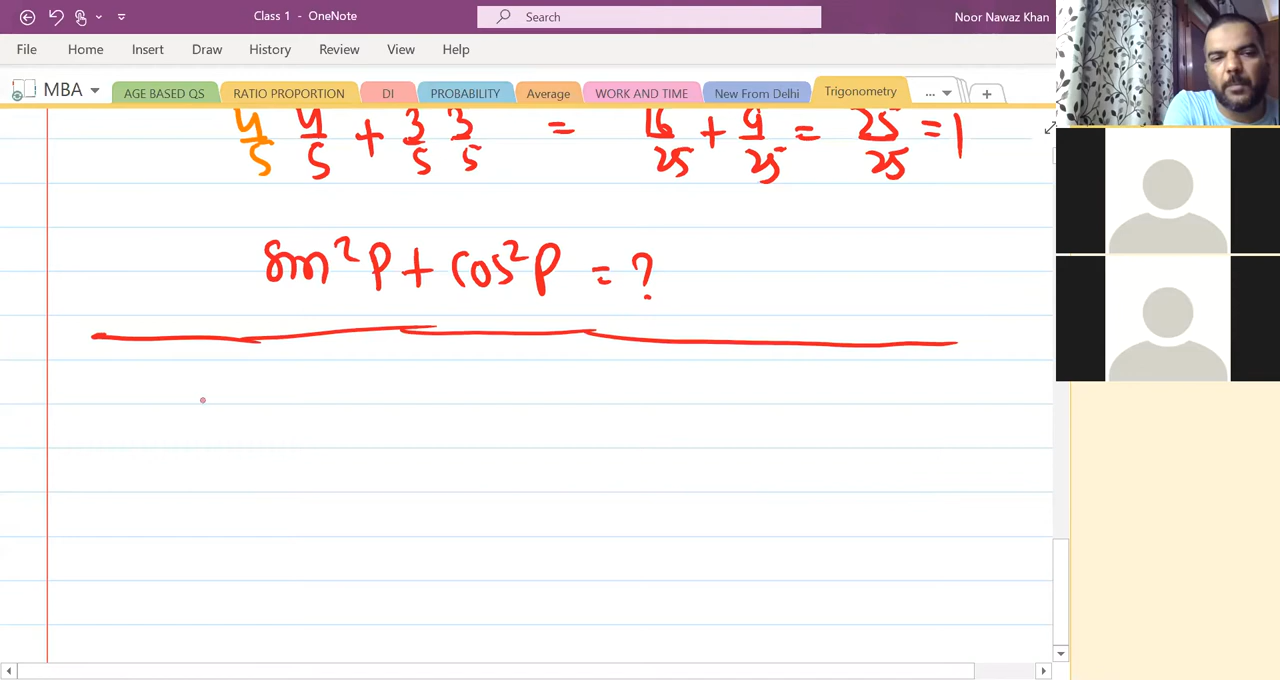 Class 1 - OneNote
Search
Noor Nawaz Khan
File Home Insert Draw History Review View Help
MBA AGE BASED QS RATIO PROPORTION DI PROBABILITY Average WORK AND TIME New From Delhi Trigonometry ... +
4/5 4/5 + 3/5 3/5 = 16/25 + 9/25 = 25/25 = 1
sin²P + cos²P = ?